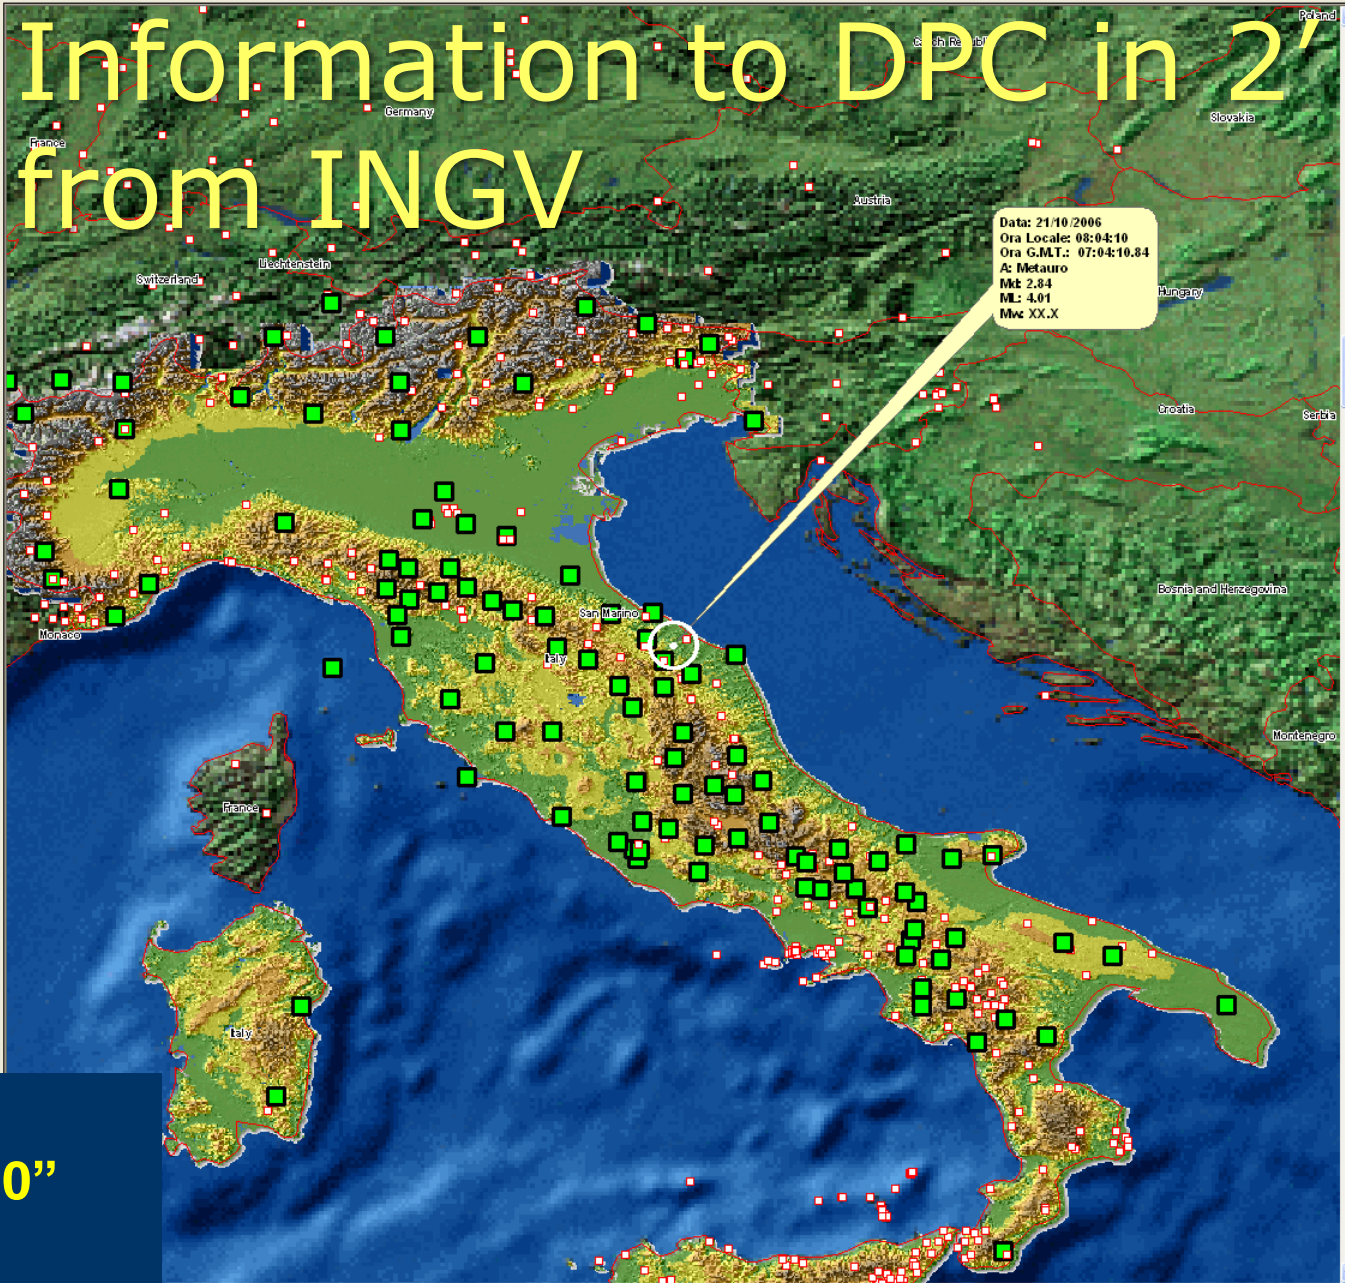 Information to DPC in 2’
from INGV
Poland
Czech Republic
Germany
Slovakia
France
Austria
Liechtenstein
Switzerland
Data: 21/10/2006
Ora Locale: 08:04:10
Ora G.M.T.: 07:04:10.84
A: Metauro
Md: 2.84
ML: 4.01
Mw: XX.X
Hungary
Croatia
Serbia
Bosnia and Herzegovina
San Marino
Monaco
Italy
Montenegro
France
Italy
0”